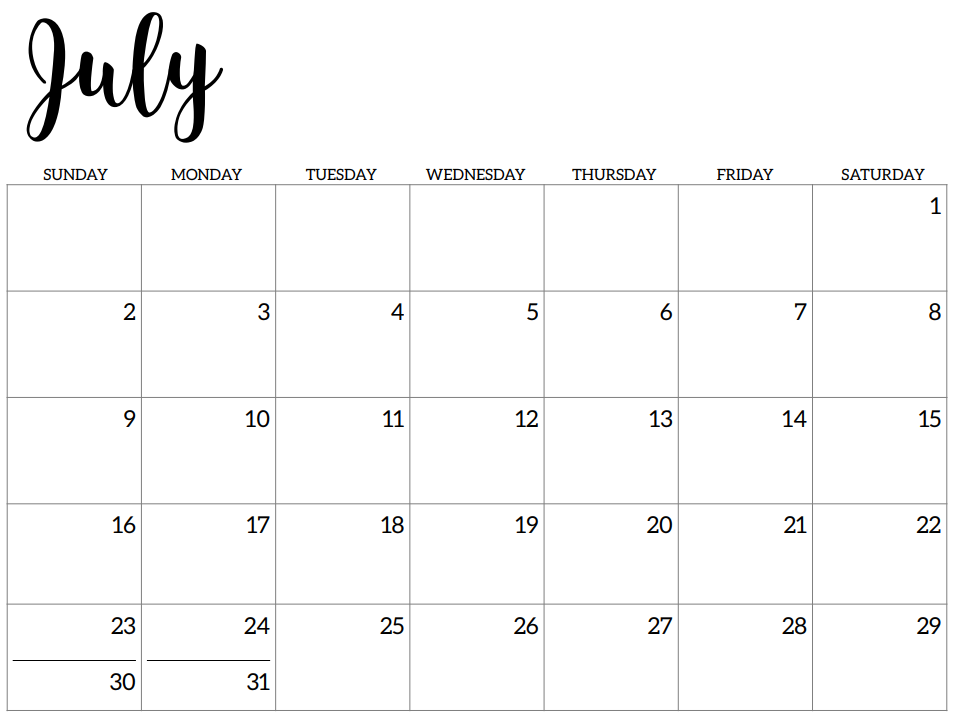 July
SUNDAY MONDAY TUESDAY WEDNESDAY THURSDAY FRIDAY SATURDAY
1
2 3 4 5 6 7 8
9 10 11 12 13 14 15
16 17 18 19 20 21 22
23 24 25 26 27 28 29
30 31